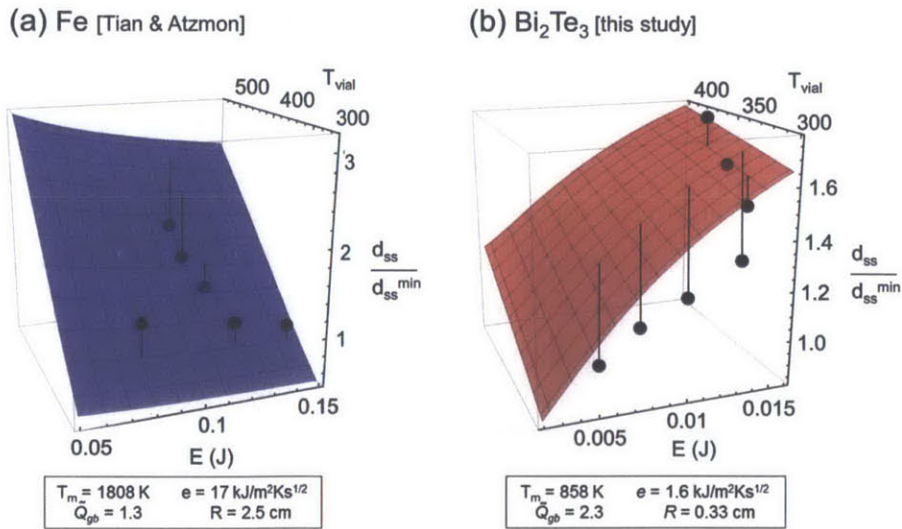 (a) Fe [Tian & Atzmon]
500
400
300
T_vial
3
2
1
d_ss
d_ss^min
0.05
0.1
0.15
E (J)
T_m = 1808 K e = 17 kJ/m²Ks^1/2
Q̃_gb = 1.3 R = 2.5 cm
(b) Bi₂Te₃ [this study]
400
350
300
T_vial
1.6
1.4
1.2
1.0
d_ss
d_ss^min
0.005
0.01
0.015
E (J)
T_m = 858 K e = 1.6 kJ/m²Ks^1/2
Q̃_gb = 2.3 R = 0.33 cm